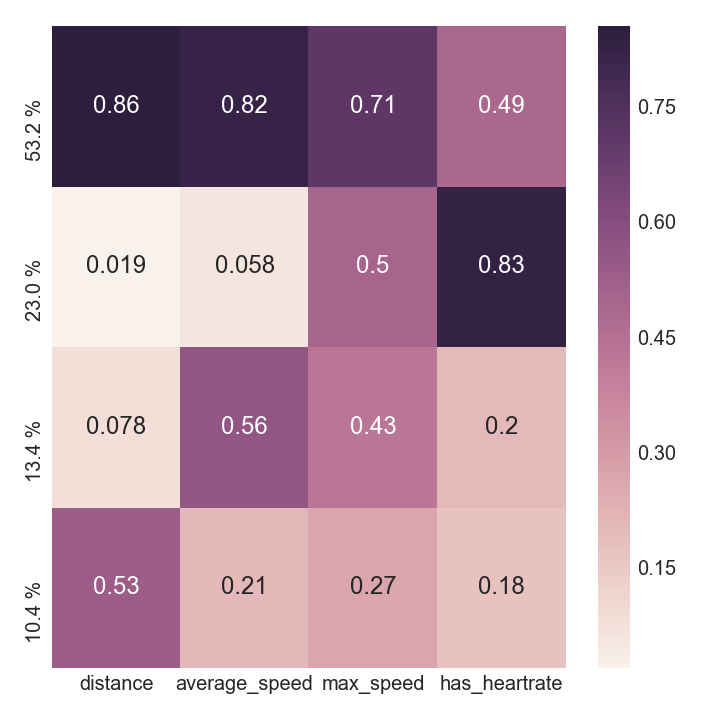 53.2 % 0.86 0.82 0.71 0.49
23.0 % 0.019 0.058 0.5 0.83
13.4 % 0.078 0.56 0.43 0.2
10.4 % 0.53 0.21 0.27 0.18
distance average_speed max_speed has_heartrate
0.75
0.60
0.45
0.30
0.15